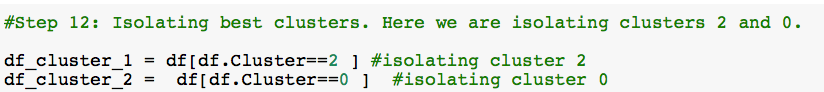 #Step 12: Isolating best clusters. Here we are isolating clusters 2 and 0.
df_cluster_1 = df[df.Cluster==2 ] #isolating cluster 2
df_cluster_2 =  df[df.Cluster==0 ]  #isolating cluster 0